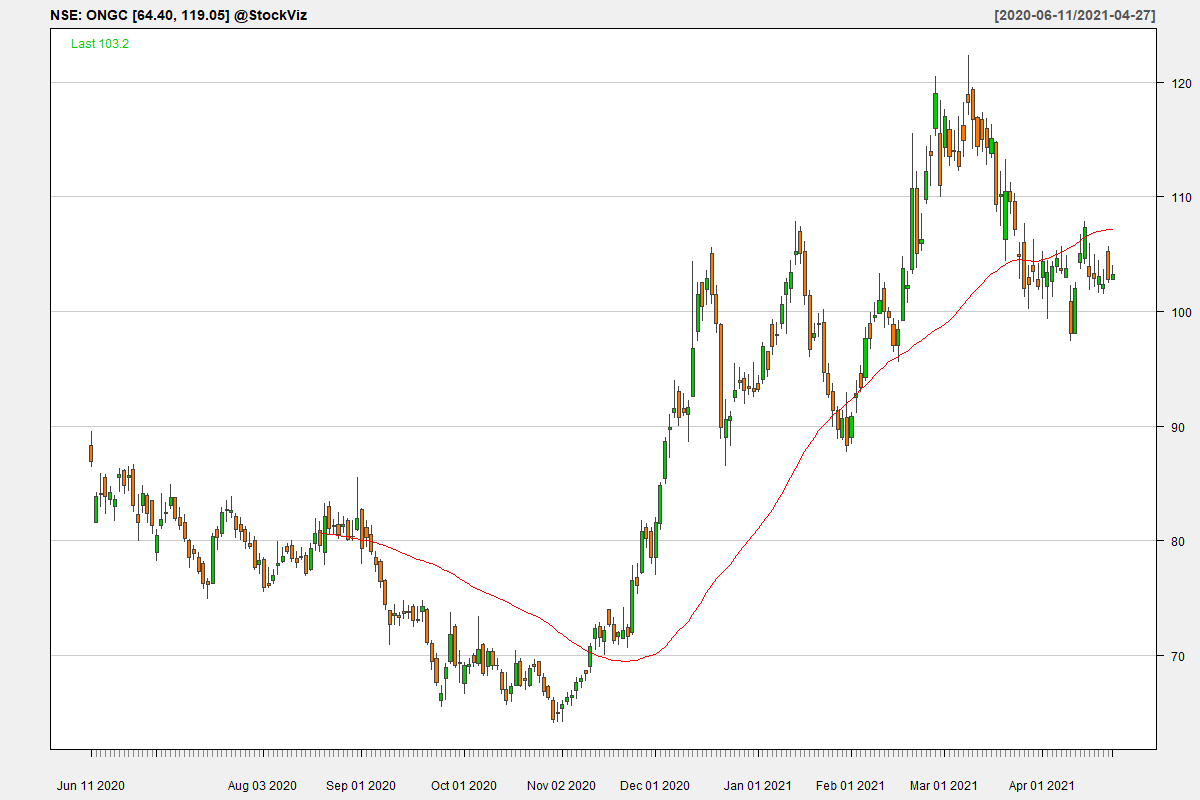 NSE: ONGC [64.40, 119.05] @StockViz [2020-06-11/2021-04-27]
Last 103.2
120
110
100
90
80
70
Jun 11 2020 Aug 03 2020 Sep 01 2020 Oct 01 2020 Nov 02 2020 Dec 01 2020 Jan 01 2021 Feb 01 2021 Mar 01 2021 Apr 01 2021